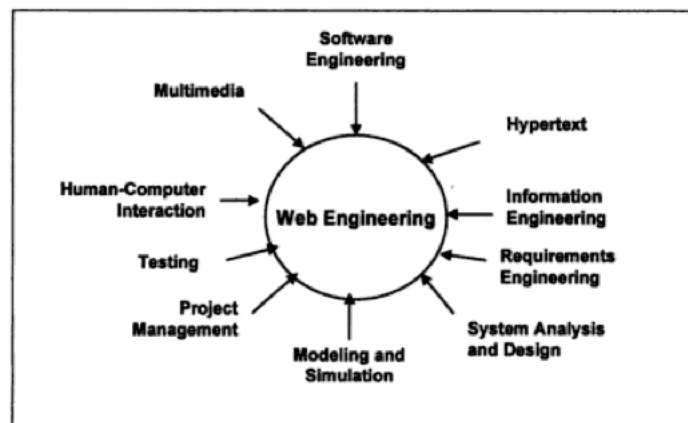 Software
Engineering
Multimedia
Hypertext
Human-Computer
Interaction
Web Engineering
Information
Engineering
Testing
Requirements
Engineering
Project
Management
System Analysis
and Design
Modeling and
Simulation